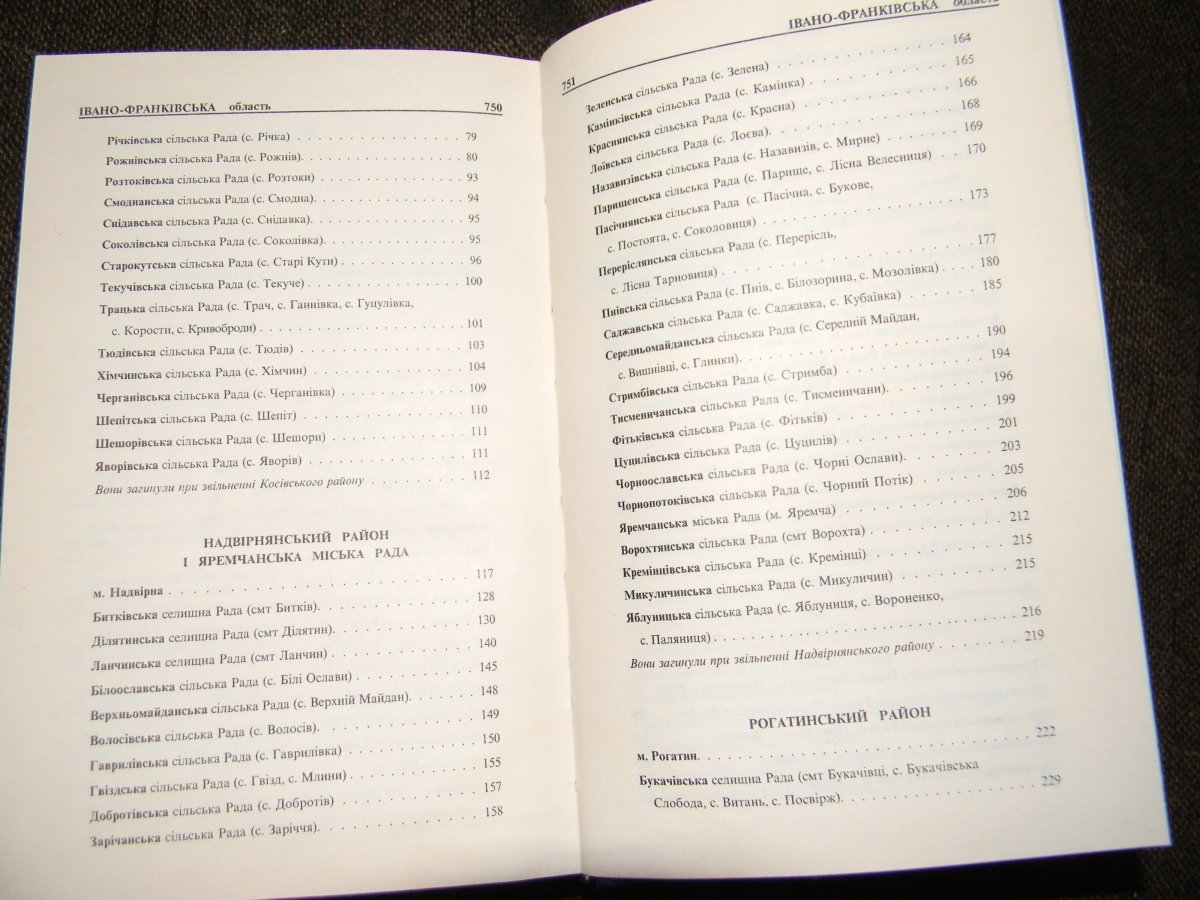 ІВАНО-ФРАНКІВСЬКА область 750
Річківська сільська Рада (с. Річка) . . . 79
Рожнівська сільська Рада (с. Рожнів). . . . 80
Розтоківська сільська Рада (с. Розтоки) . . . 93
Смоднанська сільська Рада (с. Смодна). . . . 94
Снідавська сільська Рада (с. Снідавка). . . . 95
Соколівська сільська Рада (с. Соколівка). . . . 95
Старокутська сільська Рада (с. Старі Кути) . . . 96
Текучівська сільська Рада (с. Текуче) . . . 100
Трацька сільська Рада (с. Трач, с. Ганнівка, с. Гуцулівка,
с. Корости, с. Кривоброди) . . . 101
Тюдівська сільська Рада (с. Тюдів) . . . 103
Хімчинська сільська Рада (с. Хімчин) . . . 104
Черганівська сільська Рада (с. Черганівка) . . . 109
Шепітська сільська Рада (с. Шепіт) . . . 110
Шешорівська сільська Рада (с. Шешори) . . . 111
Яворівська сільська Рада (с. Яворів) . . . 111
Вони загинули при звільненні Косівського району . . . 112
НАДВІРНЯНСЬКИЙ РАЙОН
І ЯРЕМЧАНСЬКА МІСЬКА РАДА
м. Надвірна . . . 117
Битківська селищна Рада (смт Битків). . . . 128
Ділятинська селищна Рада (смт Ділятин). . . . 130
Ланчинська селищна Рада (смт Ланчин) . . . 140
Білоославська сільська Рада (с. Білі Ослави) . . . 145
Верхньомайданська сільська Рада (с. Верхній Майдан). . . . 148
Волосівська сільська Рада (с. Волосів). . . . 149
Гаврилівська сільська Рада (с. Гаврилівка) . . . 150
Гвіздська сільська Рада (с. Гвізд, с. Млини) . . . 155
Добротівська сільська Рада (с. Добротів) . . . 157
Зарічанська сільська Рада (с. Заріччя). . . . 158
751 ІВАНО-ФРАНКІВСЬКА область
Зеленська сільська Рада (с. Зелена) . . . 164
Камінківська сільська Рада (с. Камінка) . . . 165
Краснянська сільська Рада (с. Красна) . . . 166
Лоївська сільська Рада (с. Лоєва). . . . 168
Назавизівська сільська Рада (с. Назавизів, с. Мирне) . . . 169
Парищенська сільська Рада (с. Парище, с. Лісна Велесниця) . . . 170
Пасічнянська сільська Рада (с. Пасічна, с. Букове,
с. Постоята, с. Соколовиця) . . . 173
Переріслянська сільська Рада (с. Перерісль,
с. Лісна Тарновиця) . . . 177
Пнівська сільська Рада (с. Пнів, с. Білозорина, с. Мозолівка) . . . 180
Саджавська сільська Рада (с. Саджавка, с. Кубаївка) . . . 185
Середньомайданська сільська Рада (с. Середній Майдан,
с. Вишнівці, с. Глинки). . . . 190
Стримбівська сільська Рада (с. Стримба) . . . 194
Тисменичанська сільська Рада (с. Тисменичани). . . . 196
Фітьківська сільська Рада (с. Фітьків) . . . 199
Цуцилівська сільська Рада (с. Цуцилів) . . . 201
Чорноославська сільська Рада (с. Чорні Ослави). . . . 203
Чорнопотоківська сільська Рада (с. Чорний Потік) . . . 205
Яремчанська міська Рада (м. Яремча) . . . 206
Ворохтянська сільська Рада (смт Ворохта) . . . 212
Кремінцівська сільська Рада (с. Кремінці) . . . 215
Микуличинська сільська Рада (с. Микуличин) . . . 215
Яблуницька сільська Рада (с. Яблуниця, с. Вороненко,
с. Паляниця) . . . 216
Вони загинули при звільненні Надвірнянського району . . . 219
РОГАТИНСЬКИЙ РАЙОН
м. Рогатин. . . . 222
Букачівська селищна Рада (смт Букачівці, с. Букачівська
Слобода, с. Витань, с. Посвірж). . . . 229